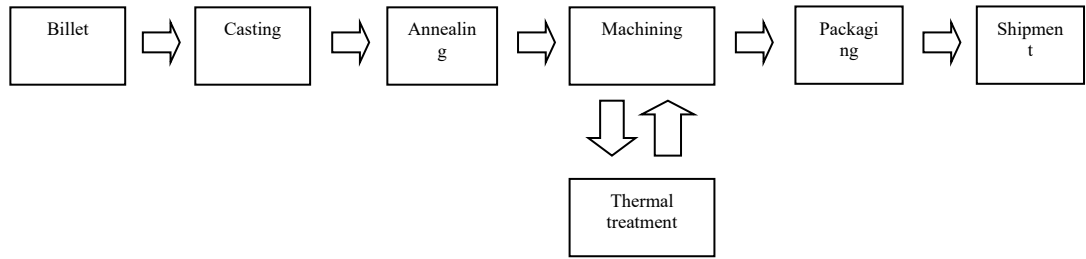 Billet
Casting
Annealin
g
Machining
Packagi
ng
Shipmen
t
Thermal
treatment